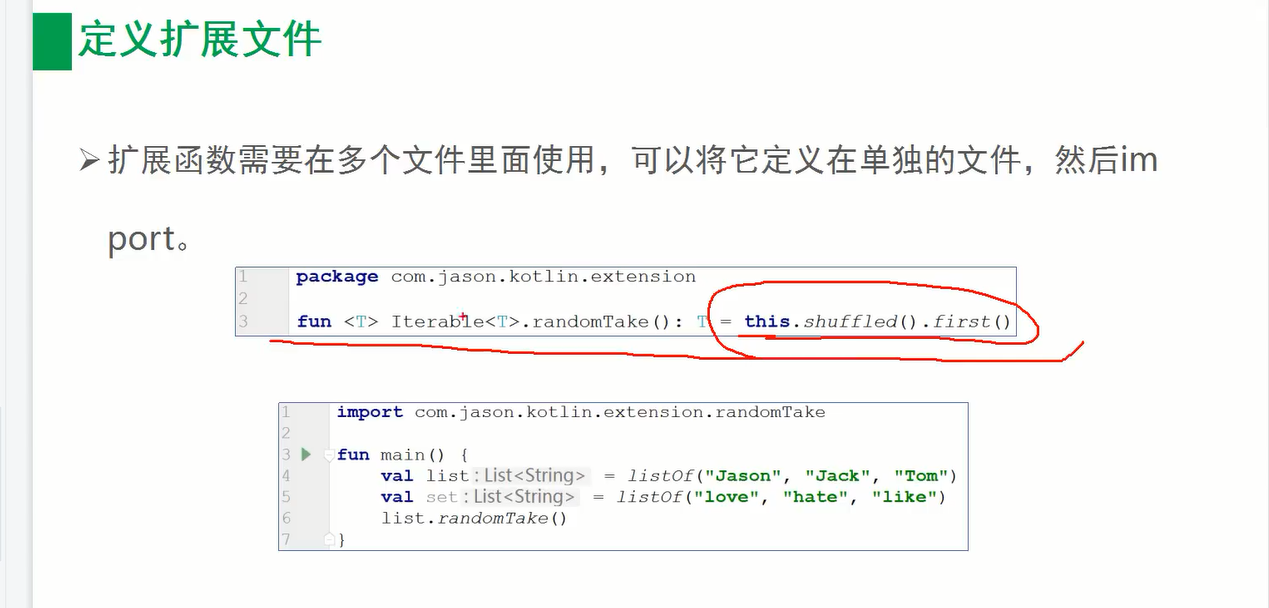 定义扩展文件
➢扩展函数需要在多个文件里面使用，可以将它定义在单独的文件，然后im
port。
1 package com.jason.kotlin.extension
2
3 fun <T> Iterable<T>.randomTake(): T = this.shuffled().first()
1 import com.jason.kotlin.extension.randomTake
2
3 fun main() {
4 val list : List<String> = listOf("Jason", "Jack", "Tom")
5 val set : List<String> = listOf("love", "hate", "like")
6 list.randomTake()
7 }